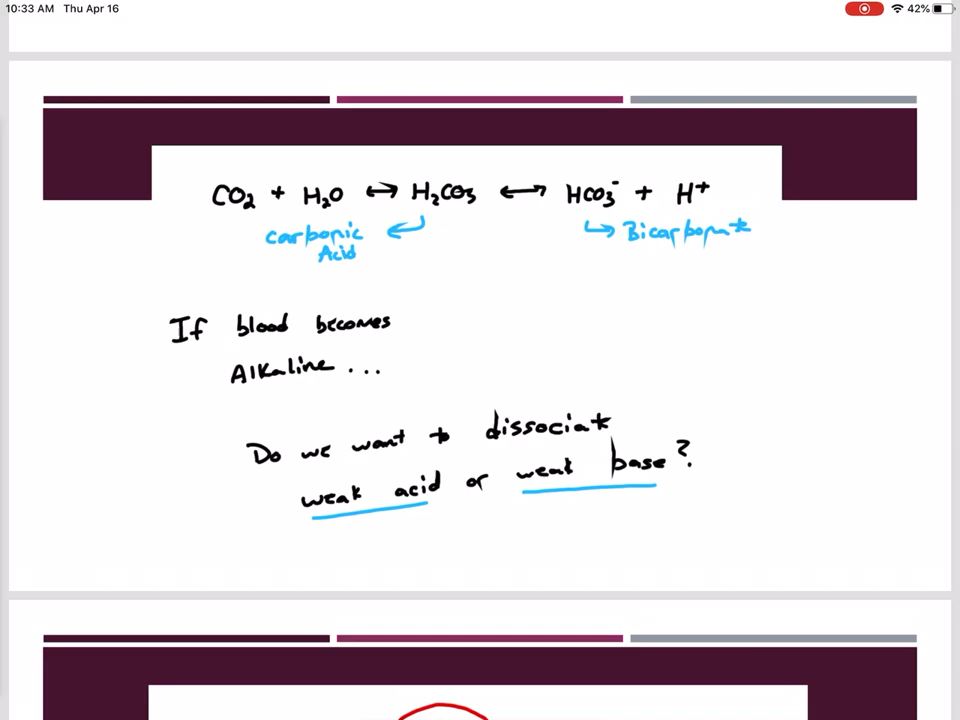 10:33 AM Thu Apr 16
42%
CO₂ + H₂O ↔ H₂CO₃ ↔ HCO₃⁻ + H⁺
carbonic Acid ↩ ↳ Bicarbonate
If blood becomes
Alkaline ...
Do we want to dissociate
weak acid or weak base?